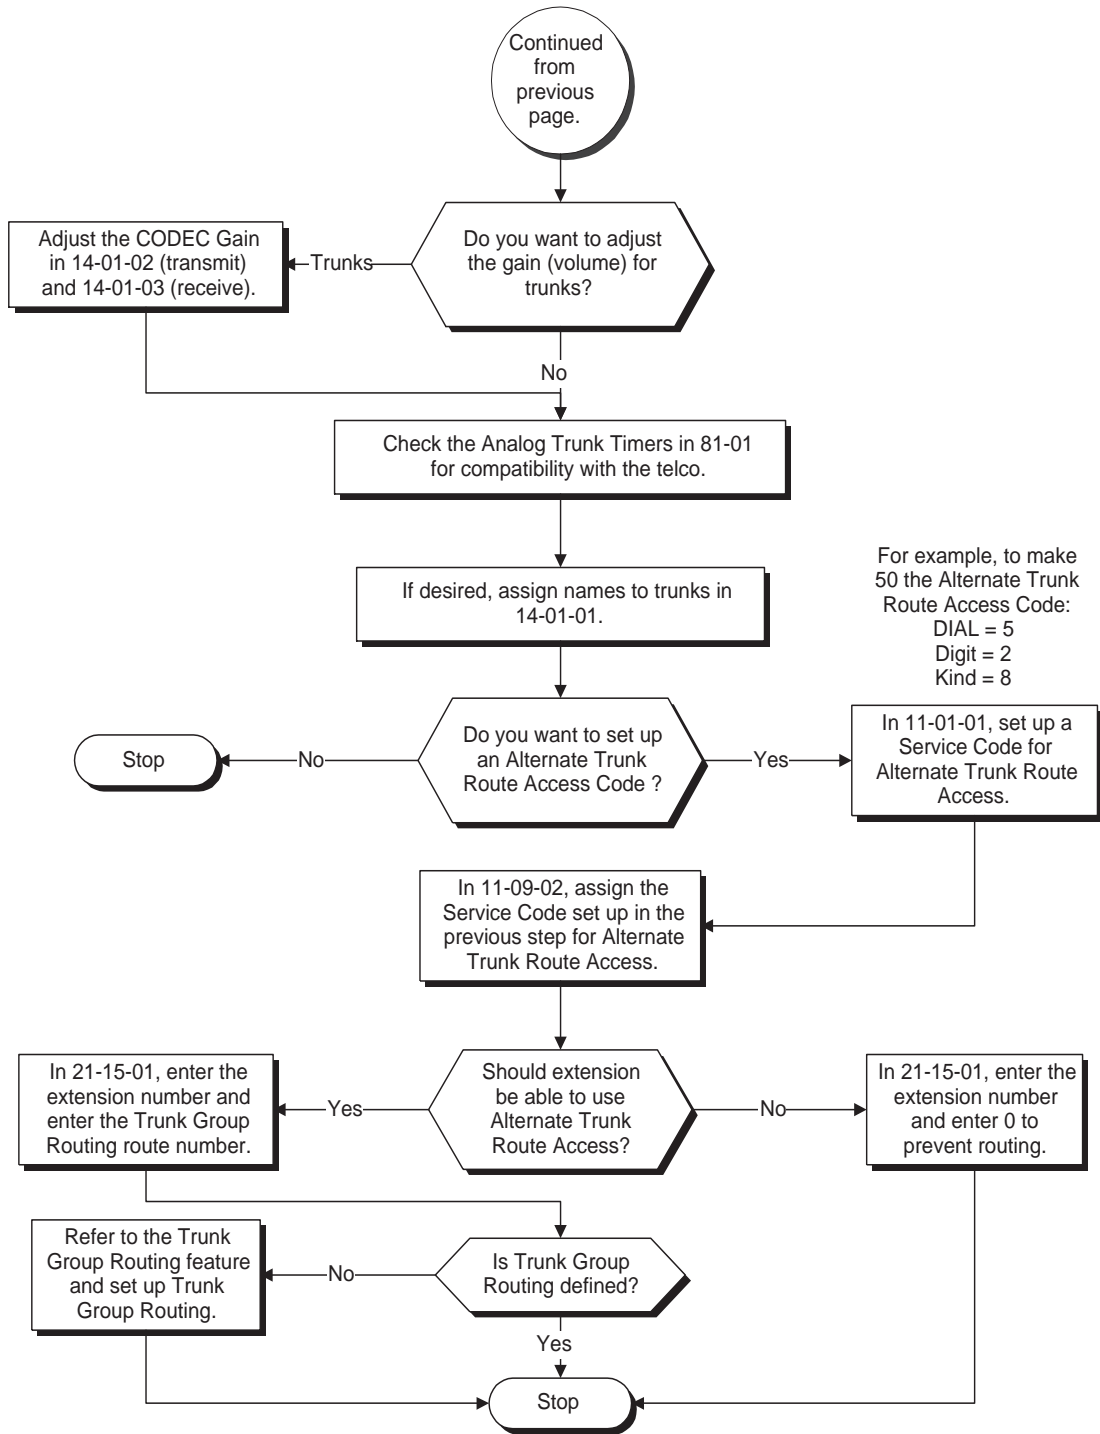 Continued
from
previous
page.
Do you want to adjust
the gain (volume) for
trunks?
Trunks
Adjust the CODEC Gain
in 14-01-02 (transmit)
and 14-01-03 (receive).
No
Check the Analog Trunk Timers in 81-01
for compatibility with the telco.
If desired, assign names to trunks in
14-01-01.
For example, to make
50 the Alternate Trunk
Route Access Code:
DIAL = 5
Digit = 2
Kind = 8
Do you want to set up
an Alternate Trunk
Route Access Code ?
No
Stop
Yes
In 11-01-01, set up a
Service Code for
Alternate Trunk Route
Access.
In 11-09-02, assign the
Service Code set up in the
previous step for Alternate
Trunk Route Access.
Should extension
be able to use
Alternate Trunk
Route Access?
Yes
In 21-15-01, enter the
extension number and
enter the Trunk Group
Routing route number.
No
In 21-15-01, enter the
extension number
and enter 0 to
prevent routing.
Is Trunk Group
Routing defined?
No
Refer to the Trunk
Group Routing feature
and set up Trunk
Group Routing.
Yes
Stop